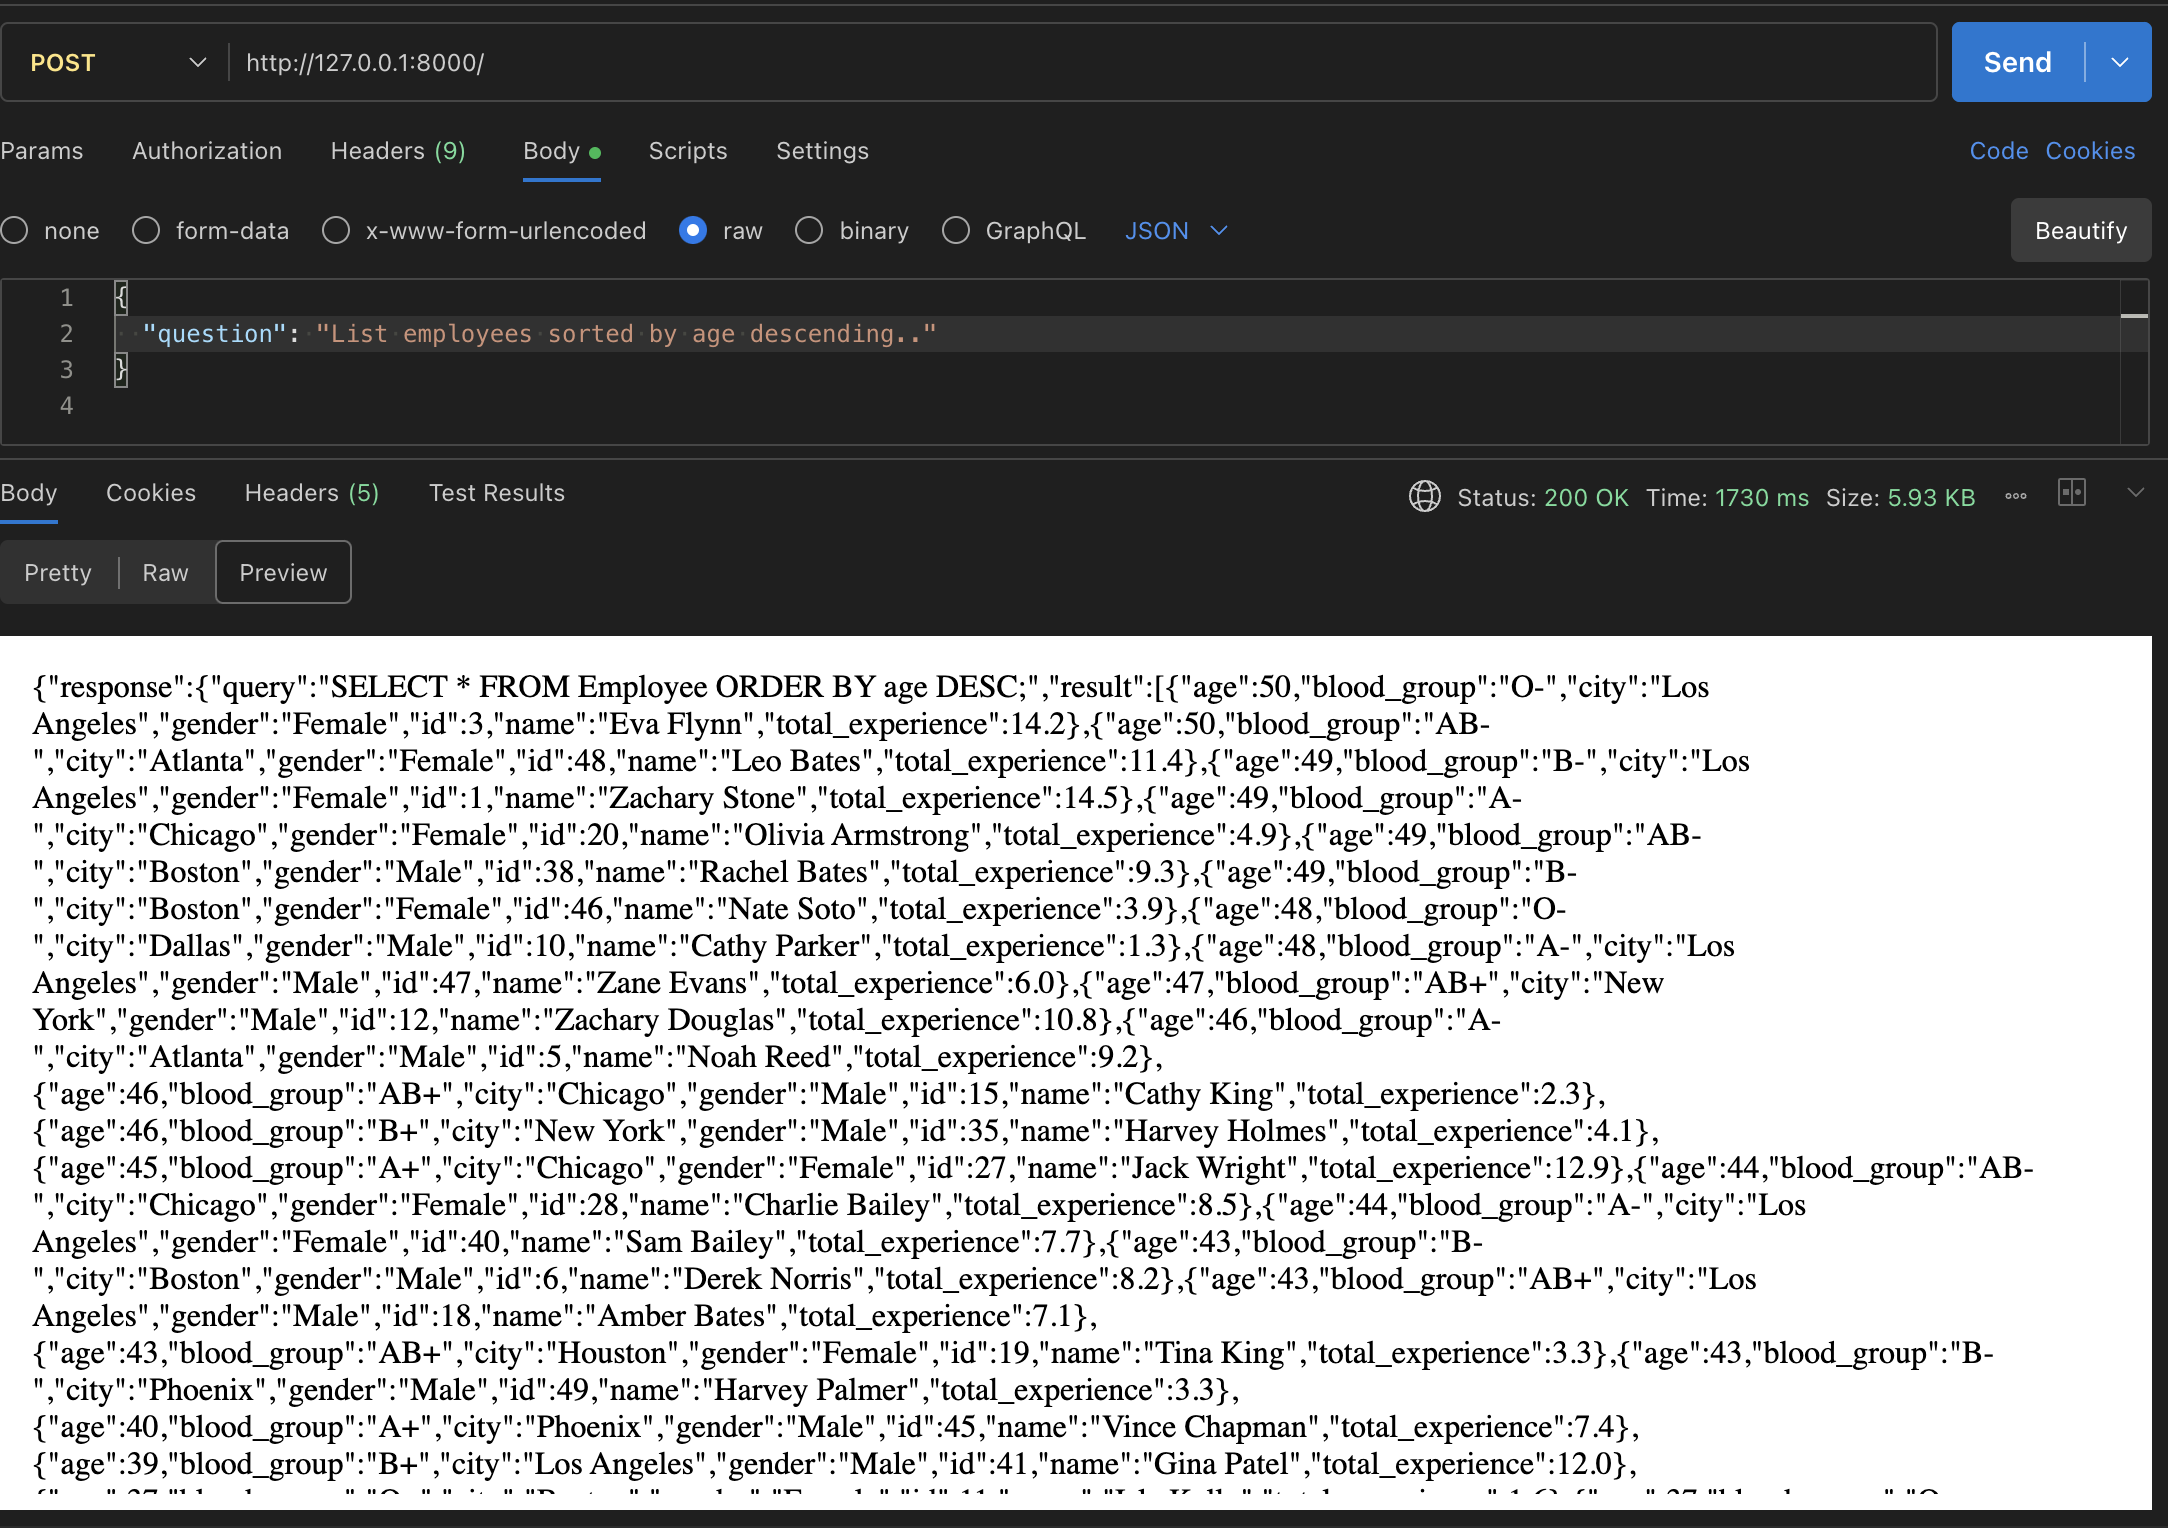 POST http://127.0.0.1:8000/ Send
Params Authorization Headers (9) Body Scripts Settings Code Cookies
none form-data x-www-form-urlencoded raw binary GraphQL JSON Beautify
1 {
2 "question": "List employees sorted by age descending.."
3 }
4
Body Cookies Headers (5) Test Results Status: 200 OK Time: 1730 ms Size: 5.93 KB
Pretty Raw Preview
{"response":{"query":"SELECT * FROM Employee ORDER BY age DESC;","result":[{"age":50,"blood_group":"O-","city":"Los
Angeles","gender":"Female","id":3,"name":"Eva Flynn","total_experience":14.2},{"age":50,"blood_group":"AB-
","city":"Atlanta","gender":"Female","id":48,"name":"Leo Bates","total_experience":11.4},{"age":49,"blood_group":"B-","city":"Los
Angeles","gender":"Female","id":1,"name":"Zachary Stone","total_experience":14.5},{"age":49,"blood_group":"A-
","city":"Chicago","gender":"Female","id":20,"name":"Olivia Armstrong","total_experience":4.9},{"age":49,"blood_group":"AB-
","city":"Boston","gender":"Male","id":38,"name":"Rachel Bates","total_experience":9.3},{"age":49,"blood_group":"B-
","city":"Boston","gender":"Female","id":46,"name":"Nate Soto","total_experience":3.9},{"age":48,"blood_group":"O-
","city":"Dallas","gender":"Male","id":10,"name":"Cathy Parker","total_experience":1.3},{"age":48,"blood_group":"A-","city":"Los
Angeles","gender":"Male","id":47,"name":"Zane Evans","total_experience":6.0},{"age":47,"blood_group":"AB+","city":"New
York","gender":"Male","id":12,"name":"Zachary Douglas","total_experience":10.8},{"age":46,"blood_group":"A-
","city":"Atlanta","gender":"Male","id":5,"name":"Noah Reed","total_experience":9.2},
{"age":46,"blood_group":"AB+","city":"Chicago","gender":"Male","id":15,"name":"Cathy King","total_experience":2.3},
{"age":46,"blood_group":"B+","city":"New York","gender":"Male","id":35,"name":"Harvey Holmes","total_experience":4.1},
{"age":45,"blood_group":"A+","city":"Chicago","gender":"Female","id":27,"name":"Jack Wright","total_experience":12.9},{"age":44,"blood_group":"AB-
","city":"Chicago","gender":"Female","id":28,"name":"Charlie Bailey","total_experience":8.5},{"age":44,"blood_group":"A-","city":"Los
Angeles","gender":"Female","id":40,"name":"Sam Bailey","total_experience":7.7},{"age":43,"blood_group":"B-
","city":"Boston","gender":"Male","id":6,"name":"Derek Norris","total_experience":8.2},{"age":43,"blood_group":"AB+","city":"Los
Angeles","gender":"Male","id":18,"name":"Amber Bates","total_experience":7.1},
{"age":43,"blood_group":"AB+","city":"Houston","gender":"Female","id":19,"name":"Tina King","total_experience":3.3},{"age":43,"blood_group":"B-
","city":"Phoenix","gender":"Male","id":49,"name":"Harvey Palmer","total_experience":3.3},
{"age":40,"blood_group":"A+","city":"Phoenix","gender":"Male","id":45,"name":"Vince Chapman","total_experience":7.4},
{"age":39,"blood_group":"B+","city":"Los Angeles","gender":"Male","id":41,"name":"Gina Patel","total_experience":12.0},